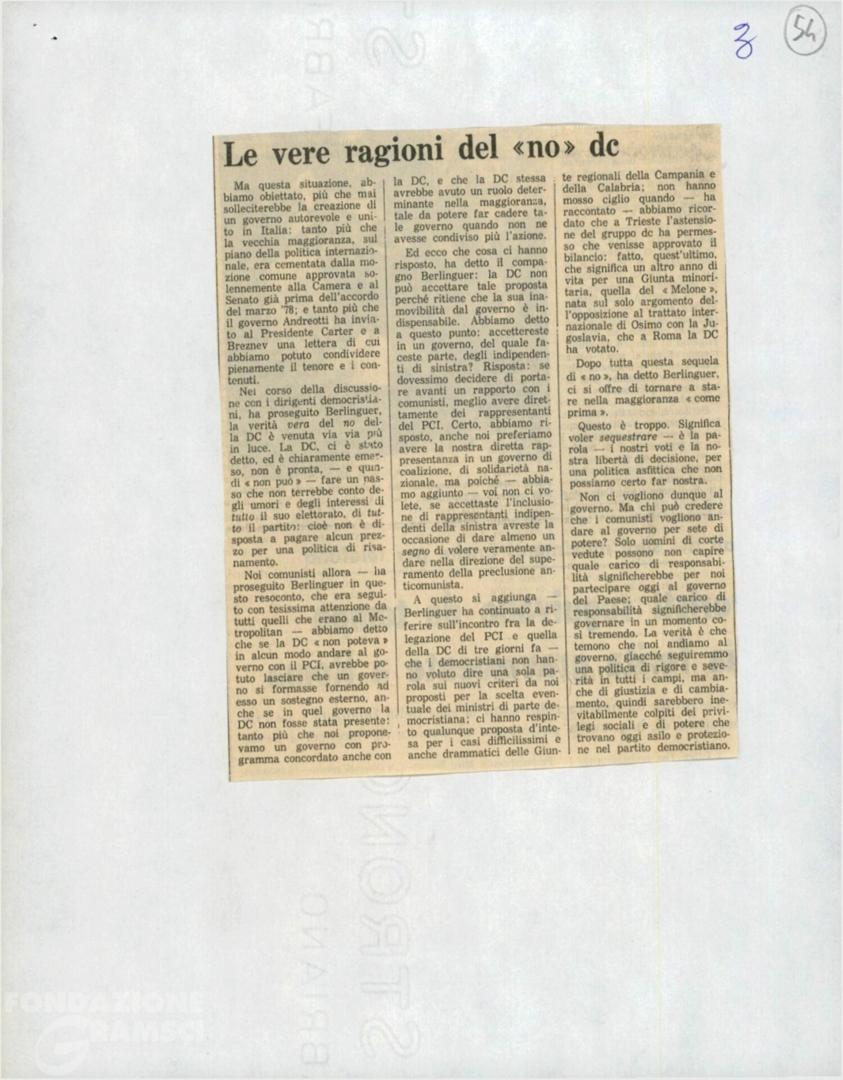 3
54
Le vere ragioni del «no» dc
Ma questa situazione, ab-
biamo obiettato, più che mai
solleciterebbe la creazione di
un governo autorevole e uni-
to in Italia: tanto più che
la vecchia maggioranza, sul
piano della politica internazio-
nale, era cementata dalla mo-
zione comune approvata so-
lennemente alla Camera e al
Senato già prima dell'accordo
del marzo '78; e tanto più che
il governo Andreotti ha invia-
to al Presidente Carter e a
Breznev una lettera di cui
abbiamo potuto condividere
pienamente il tenore e i con-
tenuti.
Nel corso della discussio-
ne con i dirigenti democristia-
ni, ha proseguito Berlinguer,
la verità vera del no del-
la DC è venuta via via più
in luce. La DC, ci è stato
detto, ed è chiaramente emer-
so, non è pronta, — e quin-
di «non può» — fare un pas-
so che non terrebbe conto de-
gli umori e degli interessi di
tutto il suo elettorato, di tut-
to il partito: cioè non è di-
sposta a pagare alcun prez-
zo per una politica di risa-
namento.
Noi comunisti allora — ha
proseguito Berlinguer in que-
sto resoconto, che era segui-
to con tesissima attenzione da
tutti quelli che erano al Me-
tropolitan — abbiamo detto
che se la DC «non poteva»
in alcun modo andare al go-
verno con il PCI, avrebbe po-
tuto lasciare che un gover-
no si formasse fornendo ad
esso un sostegno esterno, an-
che se in quel governo la
DC non fosse stata presente:
tanto più che noi propone-
vamo un governo con pro-
gramma concordato anche con
la DC, e che la DC stessa
avrebbe avuto un ruolo deter-
minante nella maggioranza,
tale da potere far cadere ta-
le governo quando non ne
avesse condiviso più l'azione.
Ed ecco che cosa ci hanno
risposto, ha detto il compa-
gno Berlinguer: la DC non
può accettare tale proposta
perché ritiene che la sua ina-
movibilità dal governo è in-
dispensabile. Abbiamo detto
a questo punto: accettereste
in un governo, del quale fa-
ceste parte, degli indipenden-
ti di sinistra? Risposta: se
dovessimo decidere di porta-
re avanti un rapporto con i
comunisti, meglio avere diret-
tamente dei rappresentanti
del PCI. Certo, abbiamo ri-
sposto, anche noi preferiamo
avere la nostra diretta rap-
presentanza in un governo di
coalizione, di solidarietà na-
zionale, ma poiché — abbia-
mo aggiunto — voi non ci vo-
lete, se accettaste l'inclusio-
ne di rappresentanti indipen-
denti della sinistra avreste la
occasione di dare almeno un
segno di volere veramente an-
dare nella direzione del supe-
ramento della preclusione an-
ticomunista.
A questo si aggiunga —
Berlinguer ha continuato a ri-
ferire sull'incontro fra la de-
legazione del PCI e quella
della DC di tre giorni fa —
che i democristiani non han-
no voluto dire una sola pa-
rola sui nuovi criteri da noi
proposti per la scelta even-
tuale dei ministri di parte de-
mocristiana; ci hanno respin-
to qualunque proposta d'inte-
sa per i casi difficilissimi e
anche drammatici delle Giun-
te regionali della Campania e
della Calabria; non hanno
mosso ciglio quando — ha
raccontato — abbiamo ricor-
dato che a Trieste l'astensio-
ne del gruppo dc ha permes-
so che venisse approvato il
bilancio: fatto, quest'ultimo,
che significa un altro anno di
vita per una Giunta minori-
taria, quella del «Melone»,
nata sul solo argomento del-
l'opposizione al trattato inter-
nazionale di Osimo con la Ju-
goslavia, che a Roma la DC
ha votato.
Dopo tutta questa sequela
di «no», ha detto Berlinguer,
ci si offre di tornare a sta-
re nella maggioranza «come
prima».
Questo è troppo. Significa
voler sequestrare — è la pa-
rola — i nostri voti e la no-
stra libertà di decisione, per
una politica asfittica che non
possiamo certo far nostra.
Non ci vogliono dunque al
governo. Ma chi può credere
che i comunisti vogliono an-
dare al governo per sete di
potere? Solo uomini di corte
vedute possono non capire
quale carico di responsabi-
lità significherebbe per noi
partecipare oggi al governo
del Paese; quale carico di
responsabilità significherebbe
governare in un momento co-
sì tremendo. La verità è che
temono che noi andiamo al
governo, giacché seguiremmo
una politica di rigore e seve-
rità in tutti i campi, ma an-
che di giustizia e di cambia-
mento, quindi sarebbero ine-
vitabilmente colpiti dei privi-
legi sociali e di potere che
trovano oggi asilo e protezio-
ne nel partito democristiano.
FONDAZIONE
GRAMSCI